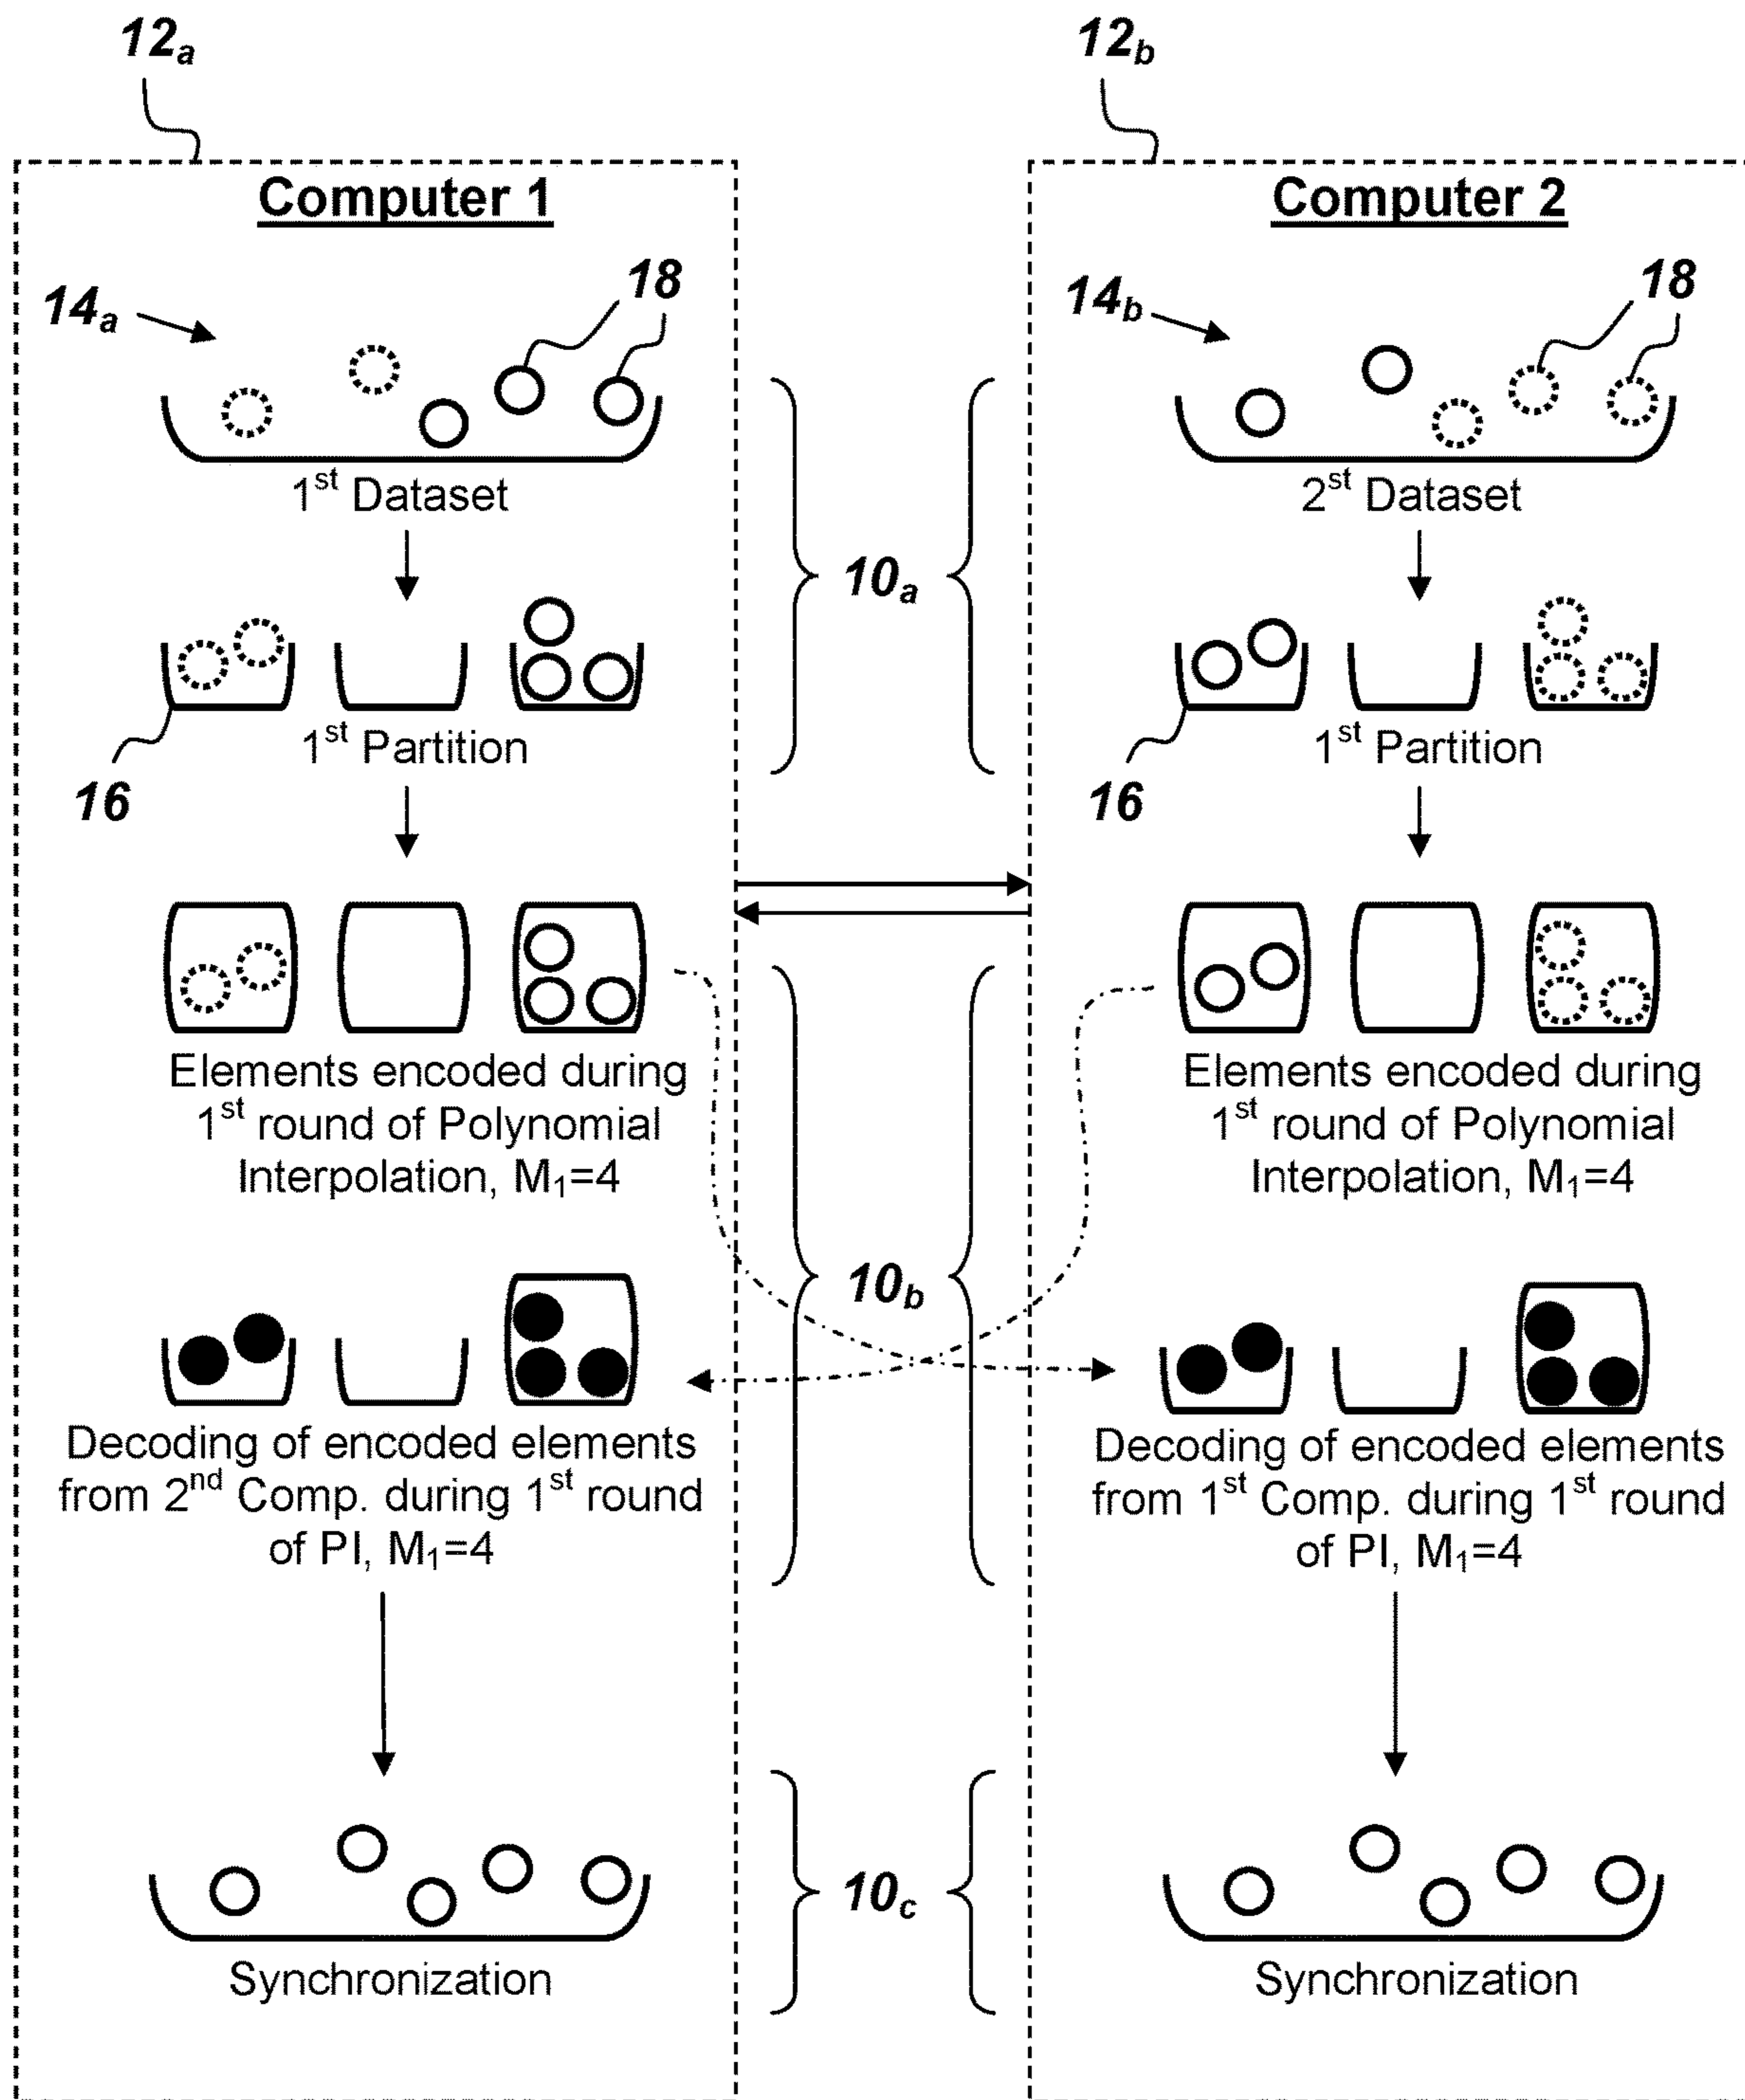 12a
12b
Computer 1
Computer 2
18
18
14a
14b
1st Dataset
2st Dataset
10a
1st Partition
1st Partition
16
16
Elements encoded during
1st round of Polynomial
Interpolation, M1=4
Elements encoded during
1st round of Polynomial
Interpolation, M1=4
10b
Decoding of encoded elements
from 2nd Comp. during 1st round
of PI, M1=4
Decoding of encoded elements
from 1st Comp. during 1st round
of PI, M1=4
10c
Synchronization
Synchronization